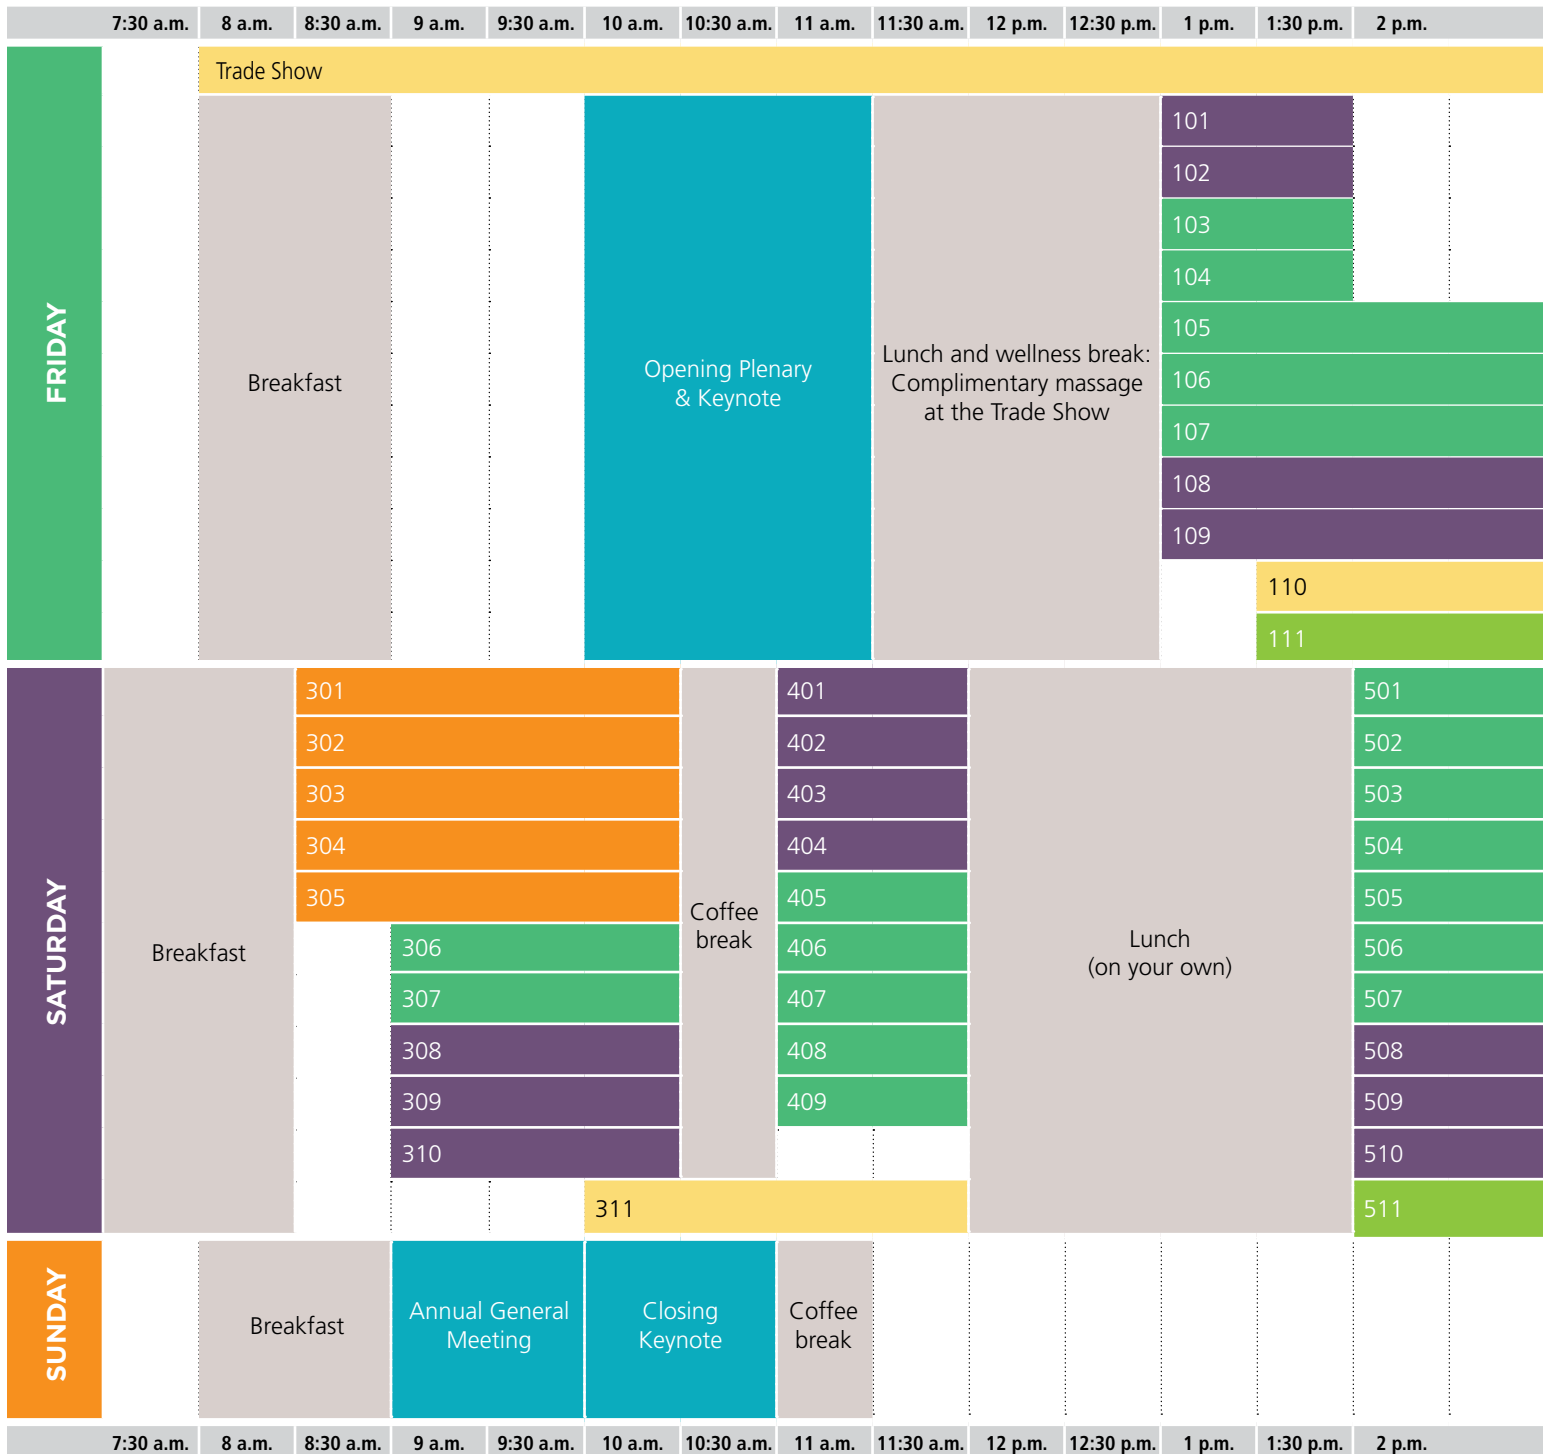 7:30 a.m. 8 a.m. 8:30 a.m. 9 a.m. 9:30 a.m. 10 a.m. 10:30 a.m. 11 a.m. 11:30 a.m. 12 p.m. 12:30 p.m. 1 p.m. 1:30 p.m. 2 p.m.
FRIDAY
Trade Show
Breakfast
Opening Plenary
& Keynote
Lunch and wellness break:
Complimentary massage
at the Trade Show
101
102
103
104
105
106
107
108
109
110
111
SATURDAY
Breakfast
301
302
303
304
305
306
307
308
309
310
311
Coffee
break
401
402
403
404
405
406
407
408
409
Lunch
(on your own)
501
502
503
504
505
506
507
508
509
510
511
SUNDAY
Breakfast
Annual General
Meeting
Closing
Keynote
Coffee
break
7:30 a.m. 8 a.m. 8:30 a.m. 9 a.m. 9:30 a.m. 10 a.m. 10:30 a.m. 11 a.m. 11:30 a.m. 12 p.m. 12:30 p.m. 1 p.m. 1:30 p.m. 2 p.m.